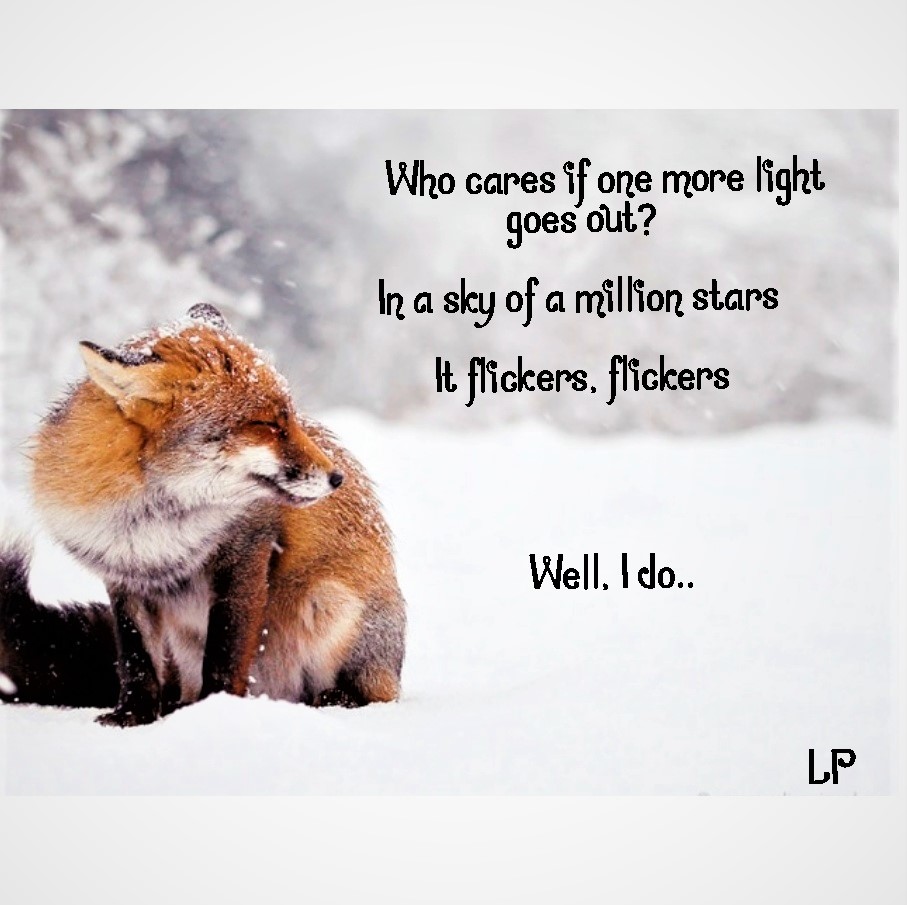 Who cares if one more light
goes out?
In a sky of a million stars
It flickers, flickers
Well, I do..
LP